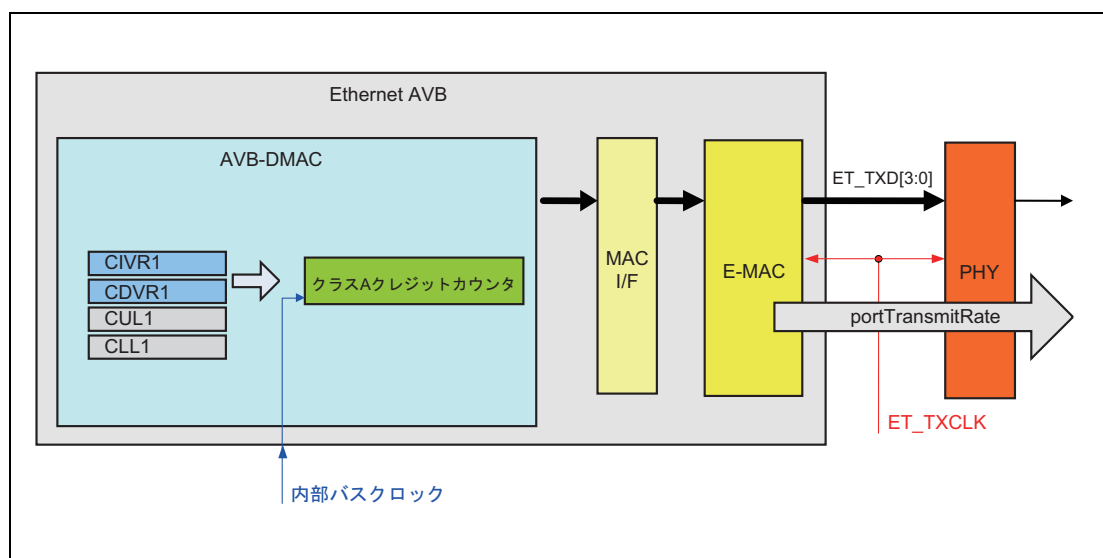 Ethernet AVB
AVB-DMAC
CIVR1
CDVR1
CUL1
CLL1
クラスAクレジットカウンタ
内部バスクロック
MAC
I/F
E-MAC
ET_TXD[3:0]
PHY
portTransmitRate
ET_TXCLK